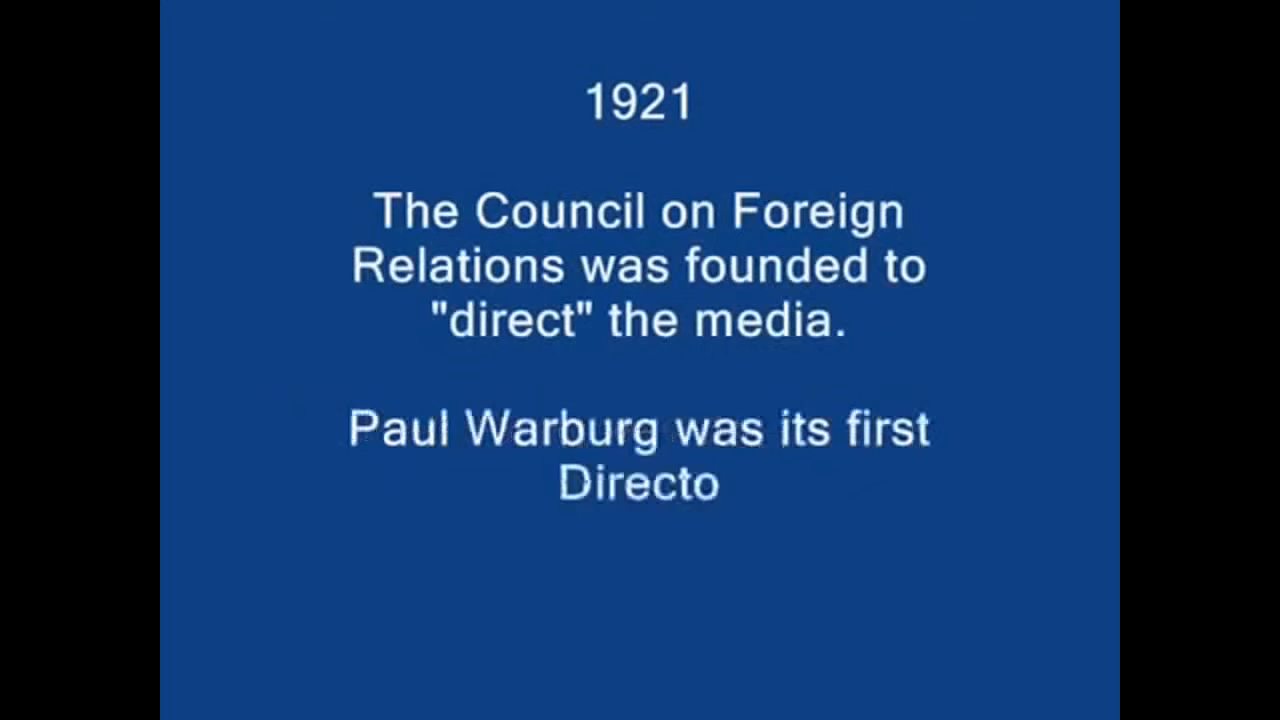 1921
The Council on Foreign
Relations was founded to
"direct" the media.
Paul Warburg was its first
Directo